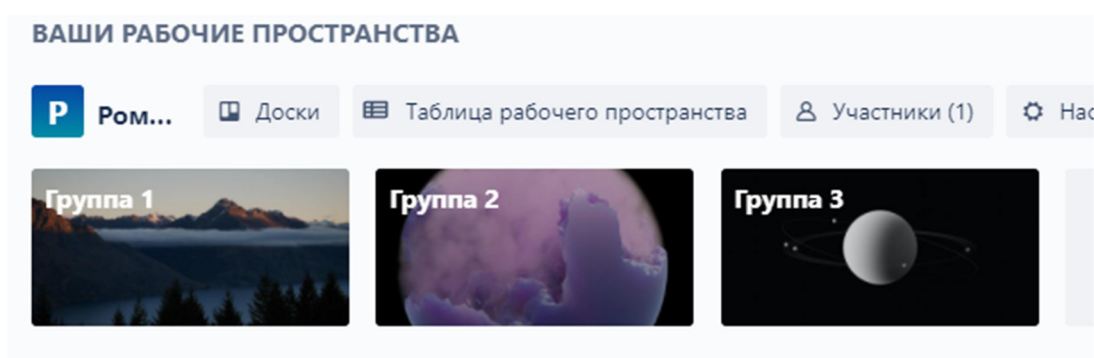 ВАШИ РАБОЧИЕ ПРОСТРАНСТВА
Р Ром... Доски Таблица рабочего пространства Участники (1) Нас
Группа 1 Группа 2 Группа 3